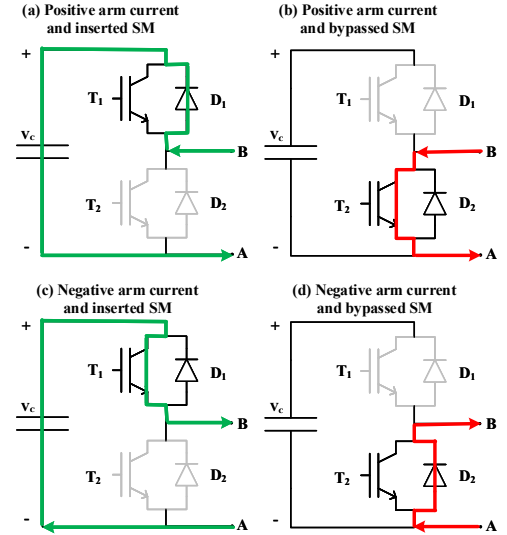 (a) Positive arm current
and inserted SM
+
T1
D1
vc
B
T2
D2
-
A
(b) Positive arm current
and bypassed SM
+
T1
D1
vc
B
T2
D2
-
A
(c) Negative arm current
and inserted SM
+
T1
D1
vc
B
T2
D2
-
A
(d) Negative arm current
and bypassed SM
+
T1
D1
vc
B
T2
D2
-
A